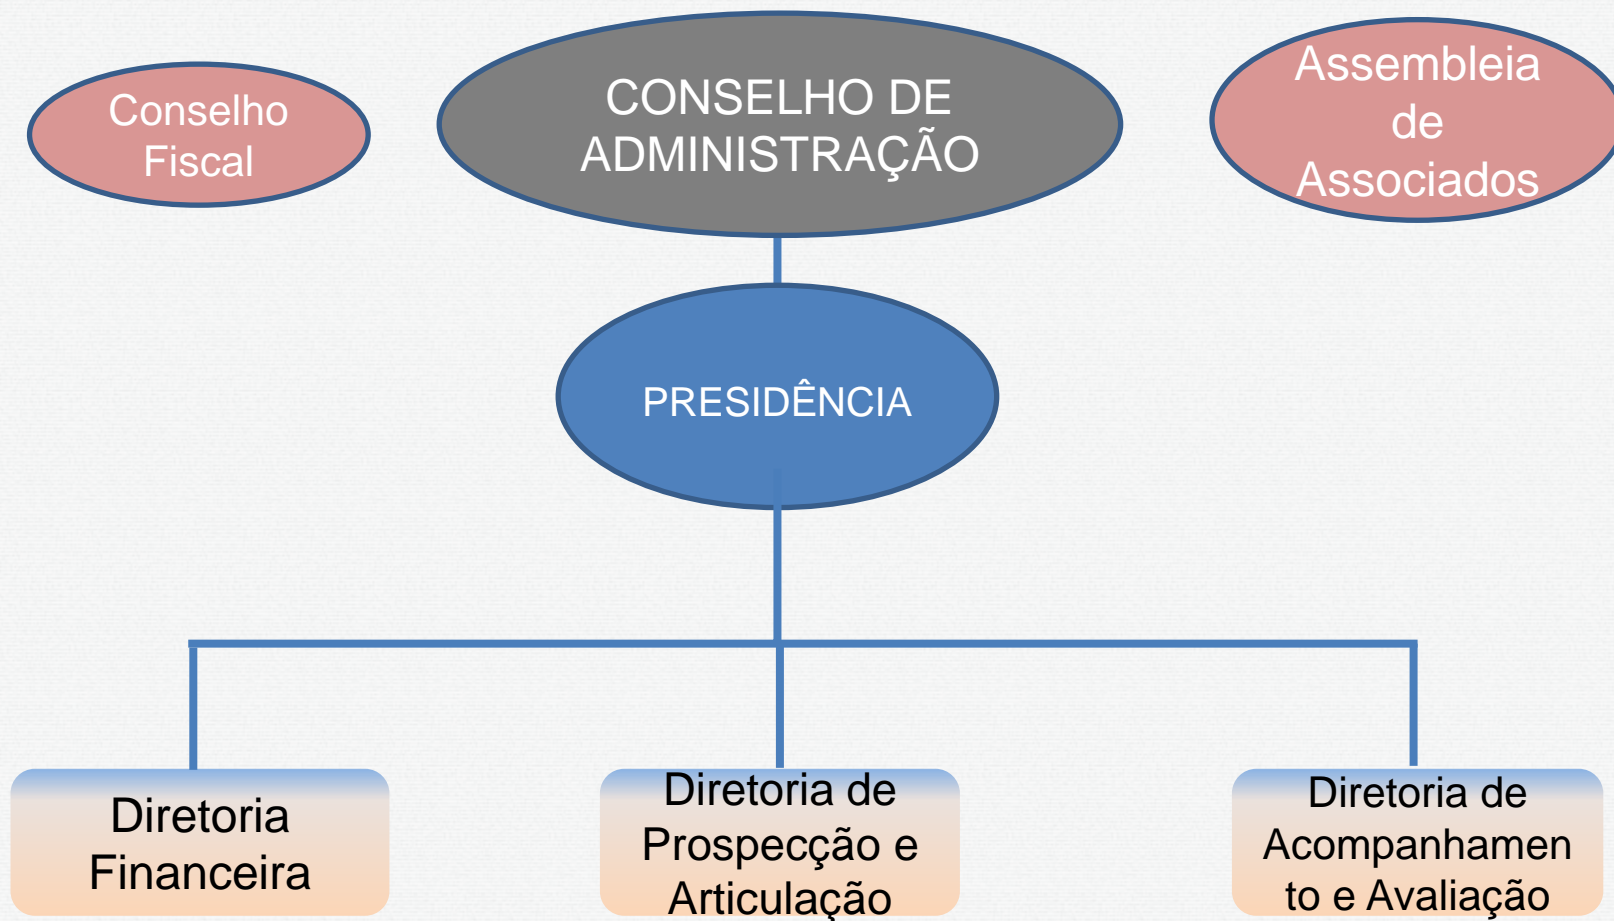 Conselho
Fiscal
CONSELHO DE
ADMINISTRAÇÃO
Assembleia
de
Associados
PRESIDÊNCIA
Diretoria
Financeira
Diretoria de
Prospecção e
Articulação
Diretoria de
Acompanhamen
to e Avaliação